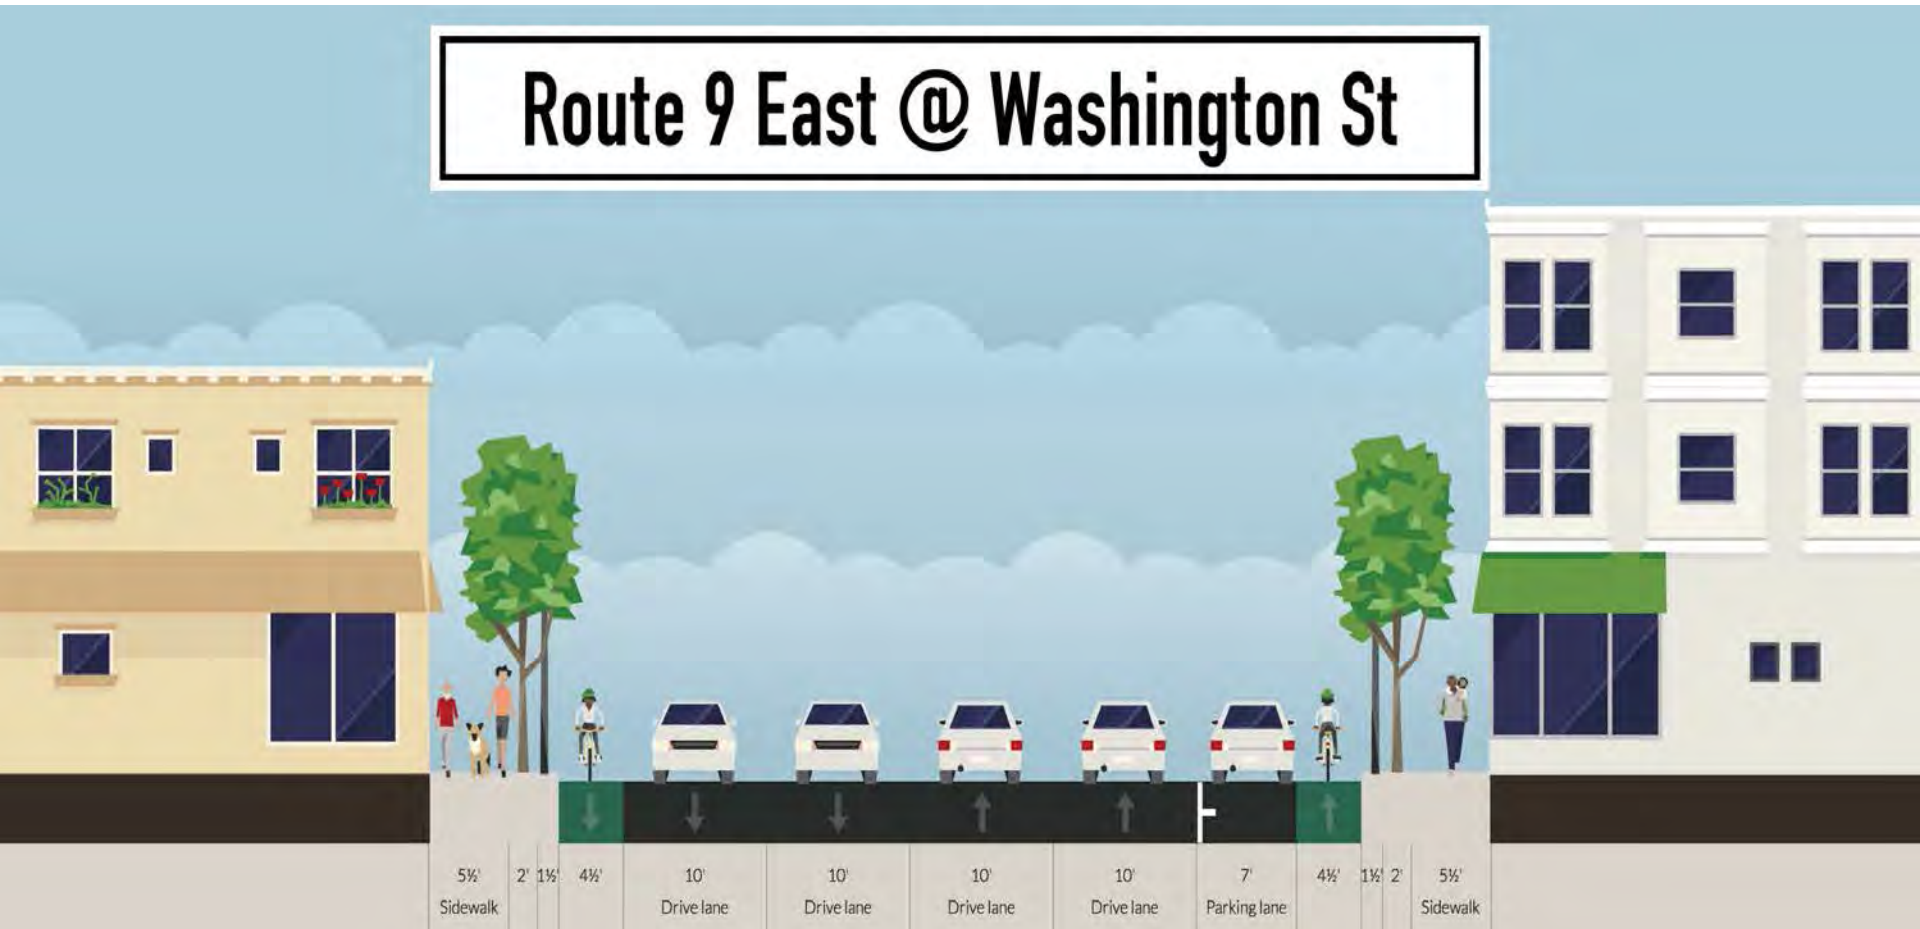 Route 9 East @ Washington St
5½' 2' 1½' 4½' 10' 10' 10' 10' 7' 4½' 1½' 2' 5½'
Sidewalk Drive lane Drive lane Drive lane Drive lane Parking lane Sidewalk